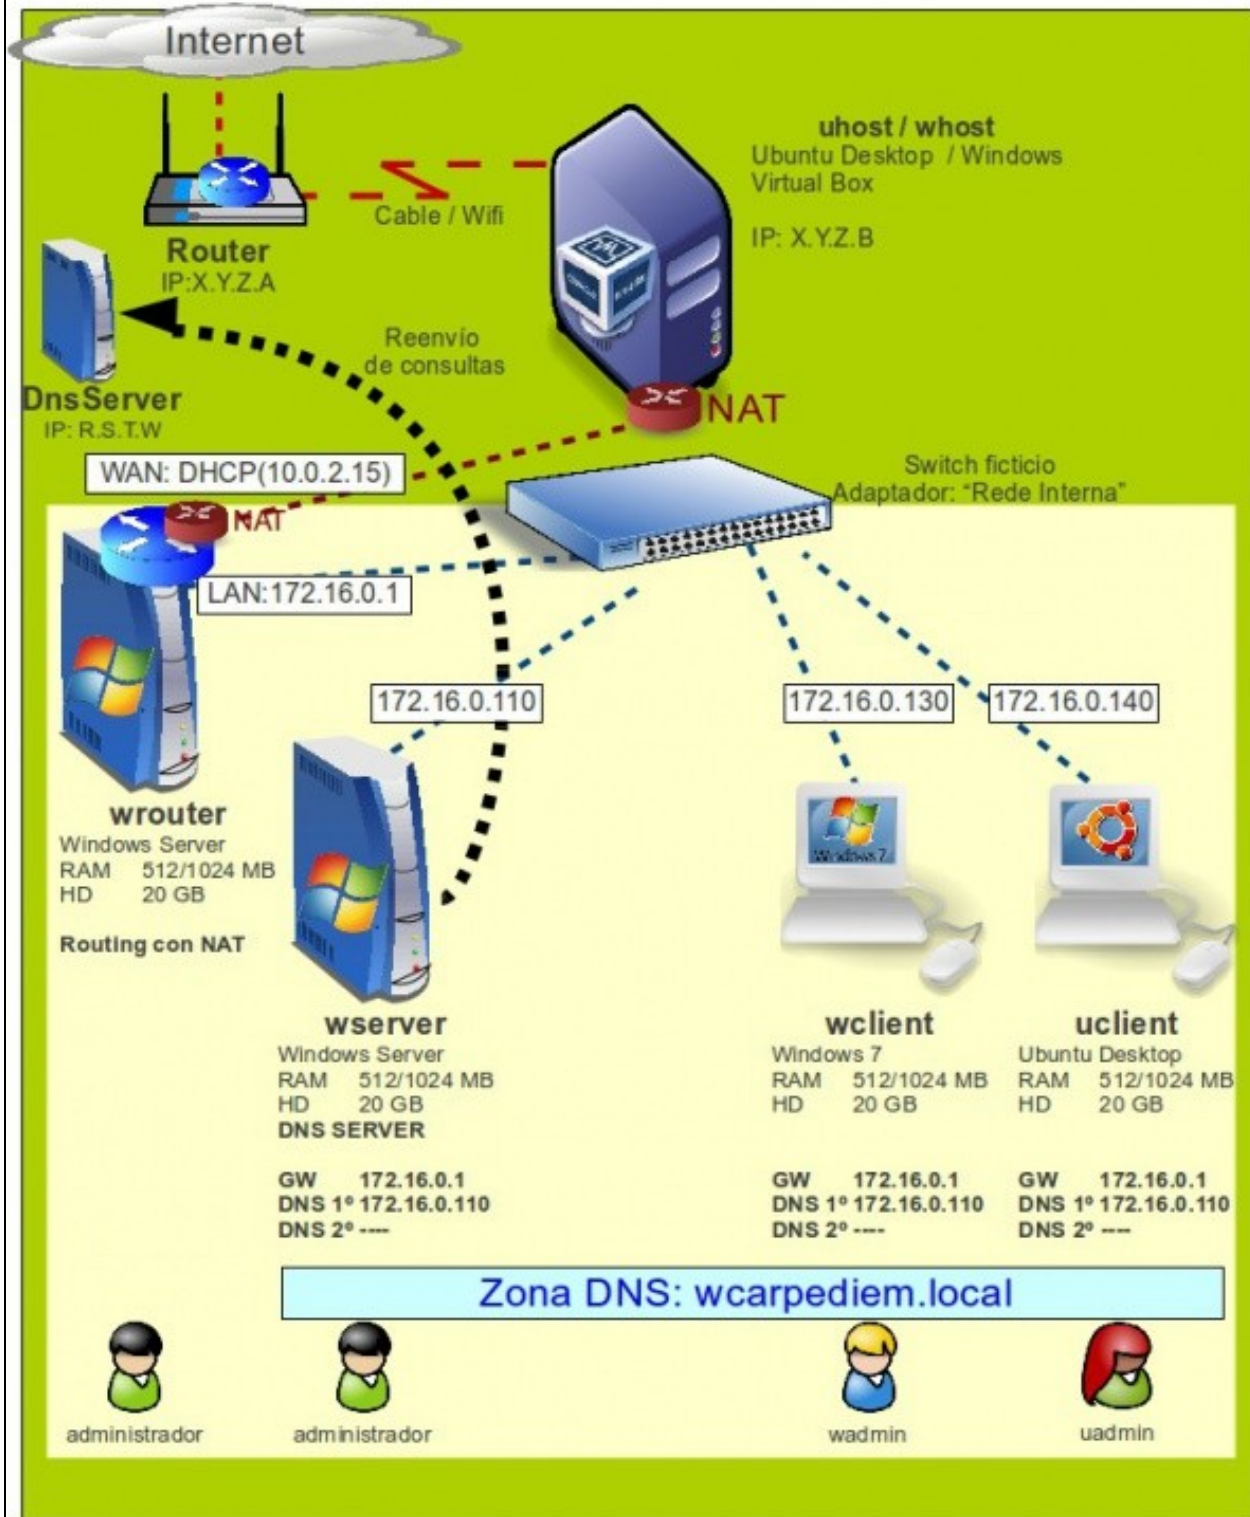 Internet
uhost / whost
Ubuntu Desktop / Windows
Virtual Box
IP: X.Y.Z.B
Cable / Wifi
Router
IP:X.Y.Z.A
Reenvío
de consultas
DnsServer
IP: R.S.T.W
NAT
WAN: DHCP(10.0.2.15)
Switch ficticio
Adaptador: “Rede Interna”
NAT
LAN:172.16.0.1
172.16.0.110
172.16.0.130
172.16.0.140
Windows 7
wrouter
Windows Server
RAM 512/1024 MB
HD 20 GB
Routing con NAT
wserver
Windows Server
RAM 512/1024 MB
HD 20 GB
DNS SERVER
GW 172.16.0.1
DNS 1º 172.16.0.110
DNS 2º ----
wclient
Windows 7
RAM 512/1024 MB
HD 20 GB
GW 172.16.0.1
DNS 1º 172.16.0.110
DNS 2º ----
uclient
Ubuntu Desktop
RAM 512/1024 MB
HD 20 GB
GW 172.16.0.1
DNS 1º 172.16.0.110
DNS 2º ----
Zona DNS: wcarpediem.local
administrador
administrador
wadmin
uadmin